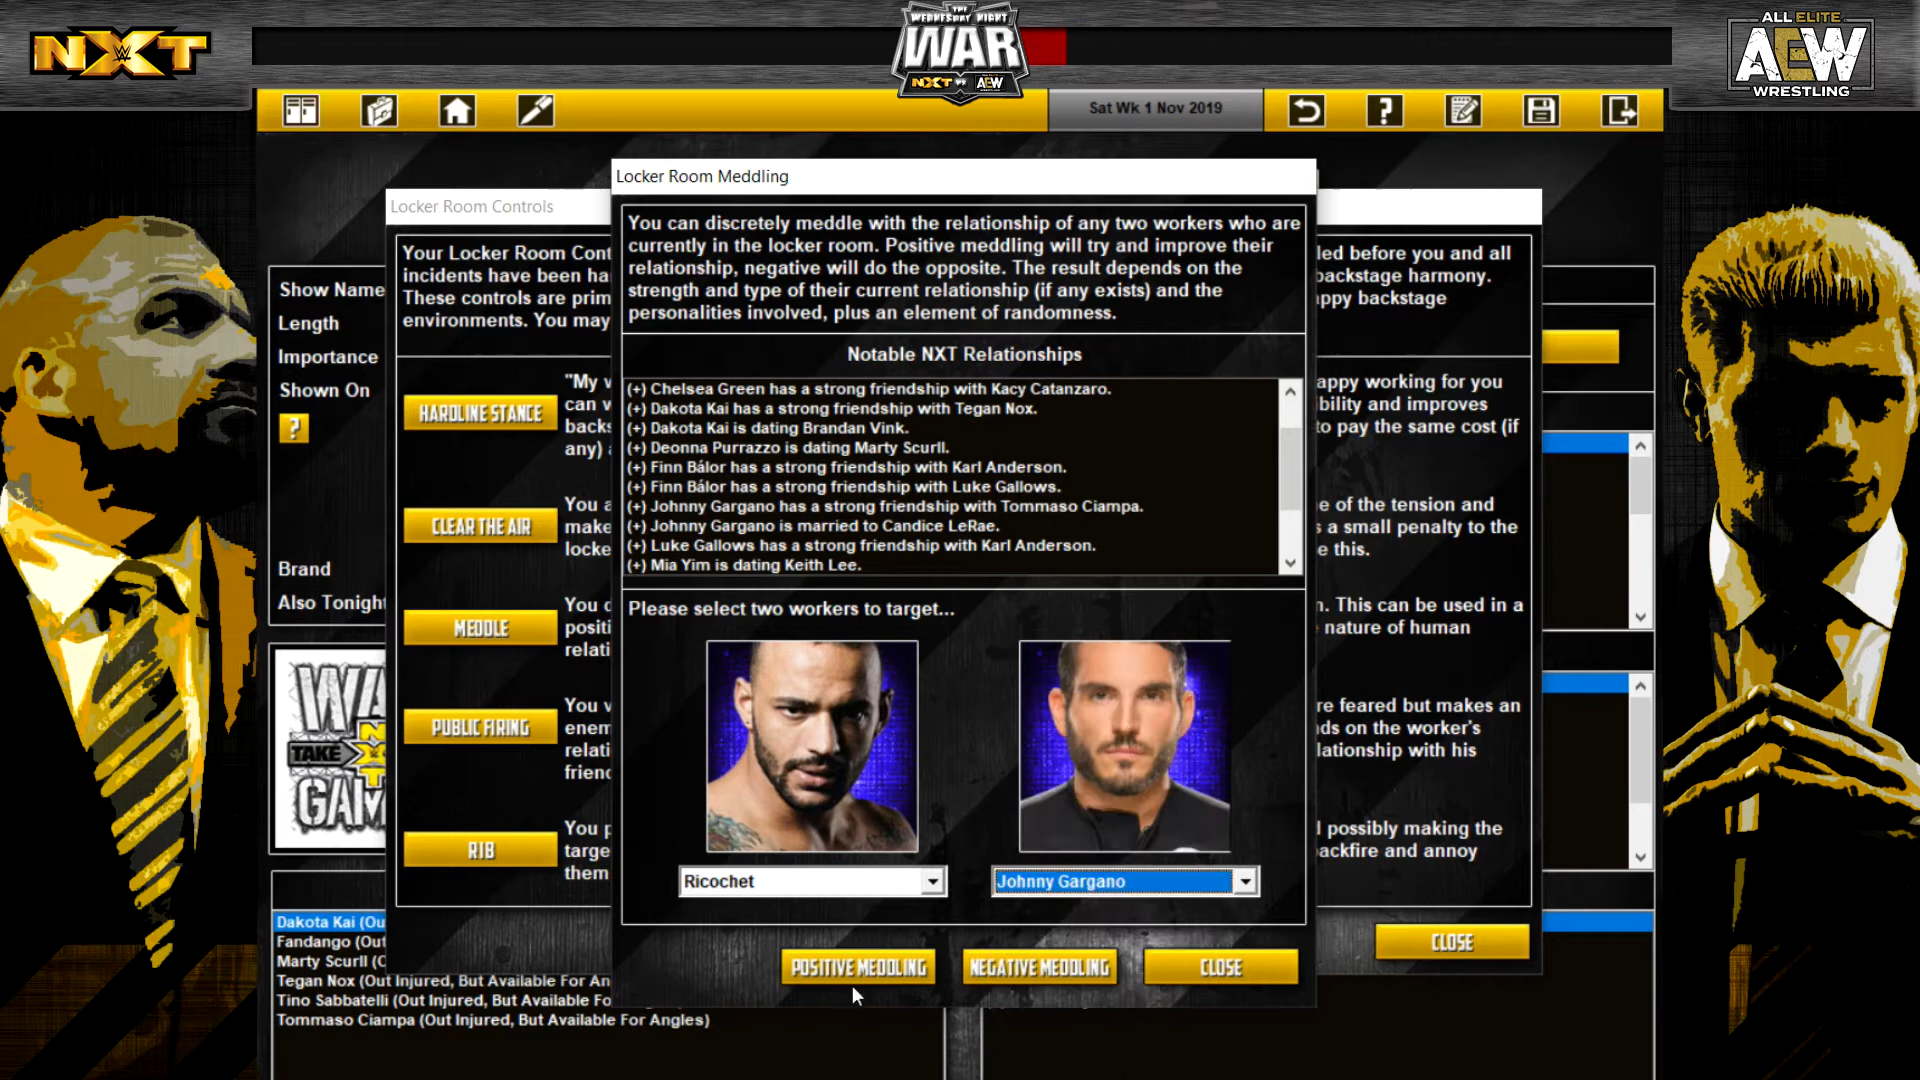 NXT
THE
WEDNESDAY NIGHT
WAR
NXT VS AEW
ALL ELITE
AEW
WRESTLING
Sat Wk 1 Nov 2019
Locker Room Meddling
Locker Room Controls
You can discretely meddle with the relationship of any two workers who are
currently in the locker room. Positive meddling will try and improve their
relationship, negative will do the opposite. The result depends on the
strength and type of their current relationship (if any exists) and the
personalities involved, plus an element of randomness.
Notable NXT Relationships
(+) Chelsea Green has a strong friendship with Kacy Catanzaro.
(+) Dakota Kai has a strong friendship with Tegan Nox.
(+) Dakota Kai is dating Brandan Vink.
(+) Deonna Purrazzo is dating Marty Scurll.
(+) Finn Bálor has a strong friendship with Karl Anderson.
(+) Finn Bálor has a strong friendship with Luke Gallows.
(+) Johnny Gargano has a strong friendship with Tommaso Ciampa.
(+) Johnny Gargano is married to Candice LeRae.
(+) Luke Gallows has a strong friendship with Karl Anderson.
(+) Mia Yim is dating Keith Lee.
Please select two workers to target...
Ricochet
Johnny Gargano
POSITIVE MEDDLING
NEGATIVE MEDDLING
CLOSE
Your Locker Room Cont
incidents have been ha
These controls are prim
environments. You may
led before you and all
backstage harmony.
ppy backstage
HARDLINE STANCE
"My v
can w
backs
any) a
appy working for you
ibility and improves
to pay the same cost (if
CLEAR THE AIR
You a
make
locke
e of the tension and
s a small penalty to the
e this.
MEDDLE
You d
positi
relati
n. This can be used in a
nature of human
PUBLIC FIRING
You v
enem
relati
frienc
re feared but makes an
nds on the worker's
lationship with his
RIB
You p
targe
them
l possibly making the
ackfire and annoy
CLOSE
Show Name
Length
Importance
Shown On
?
Brand
Also Tonight
WA
TAKE
GAM
Dakota Kai (Ou
Fandango (Out
Marty Scurll (C
Tegan Nox (Out Injured, But Available For An
Tino Sabbatelli (Out Injured, But Available Fo
Tommaso Ciampa (Out Injured, But Available For Angles)